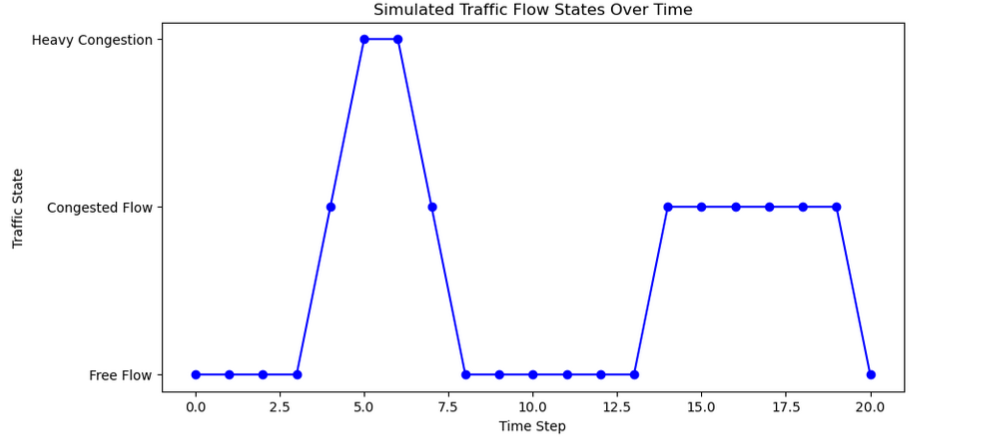 Simulated Traffic Flow States Over Time
Heavy Congestion
Congested Flow
Free Flow
Traffic State
0.0 2.5 5.0 7.5 10.0 12.5 15.0 17.5 20.0
Time Step